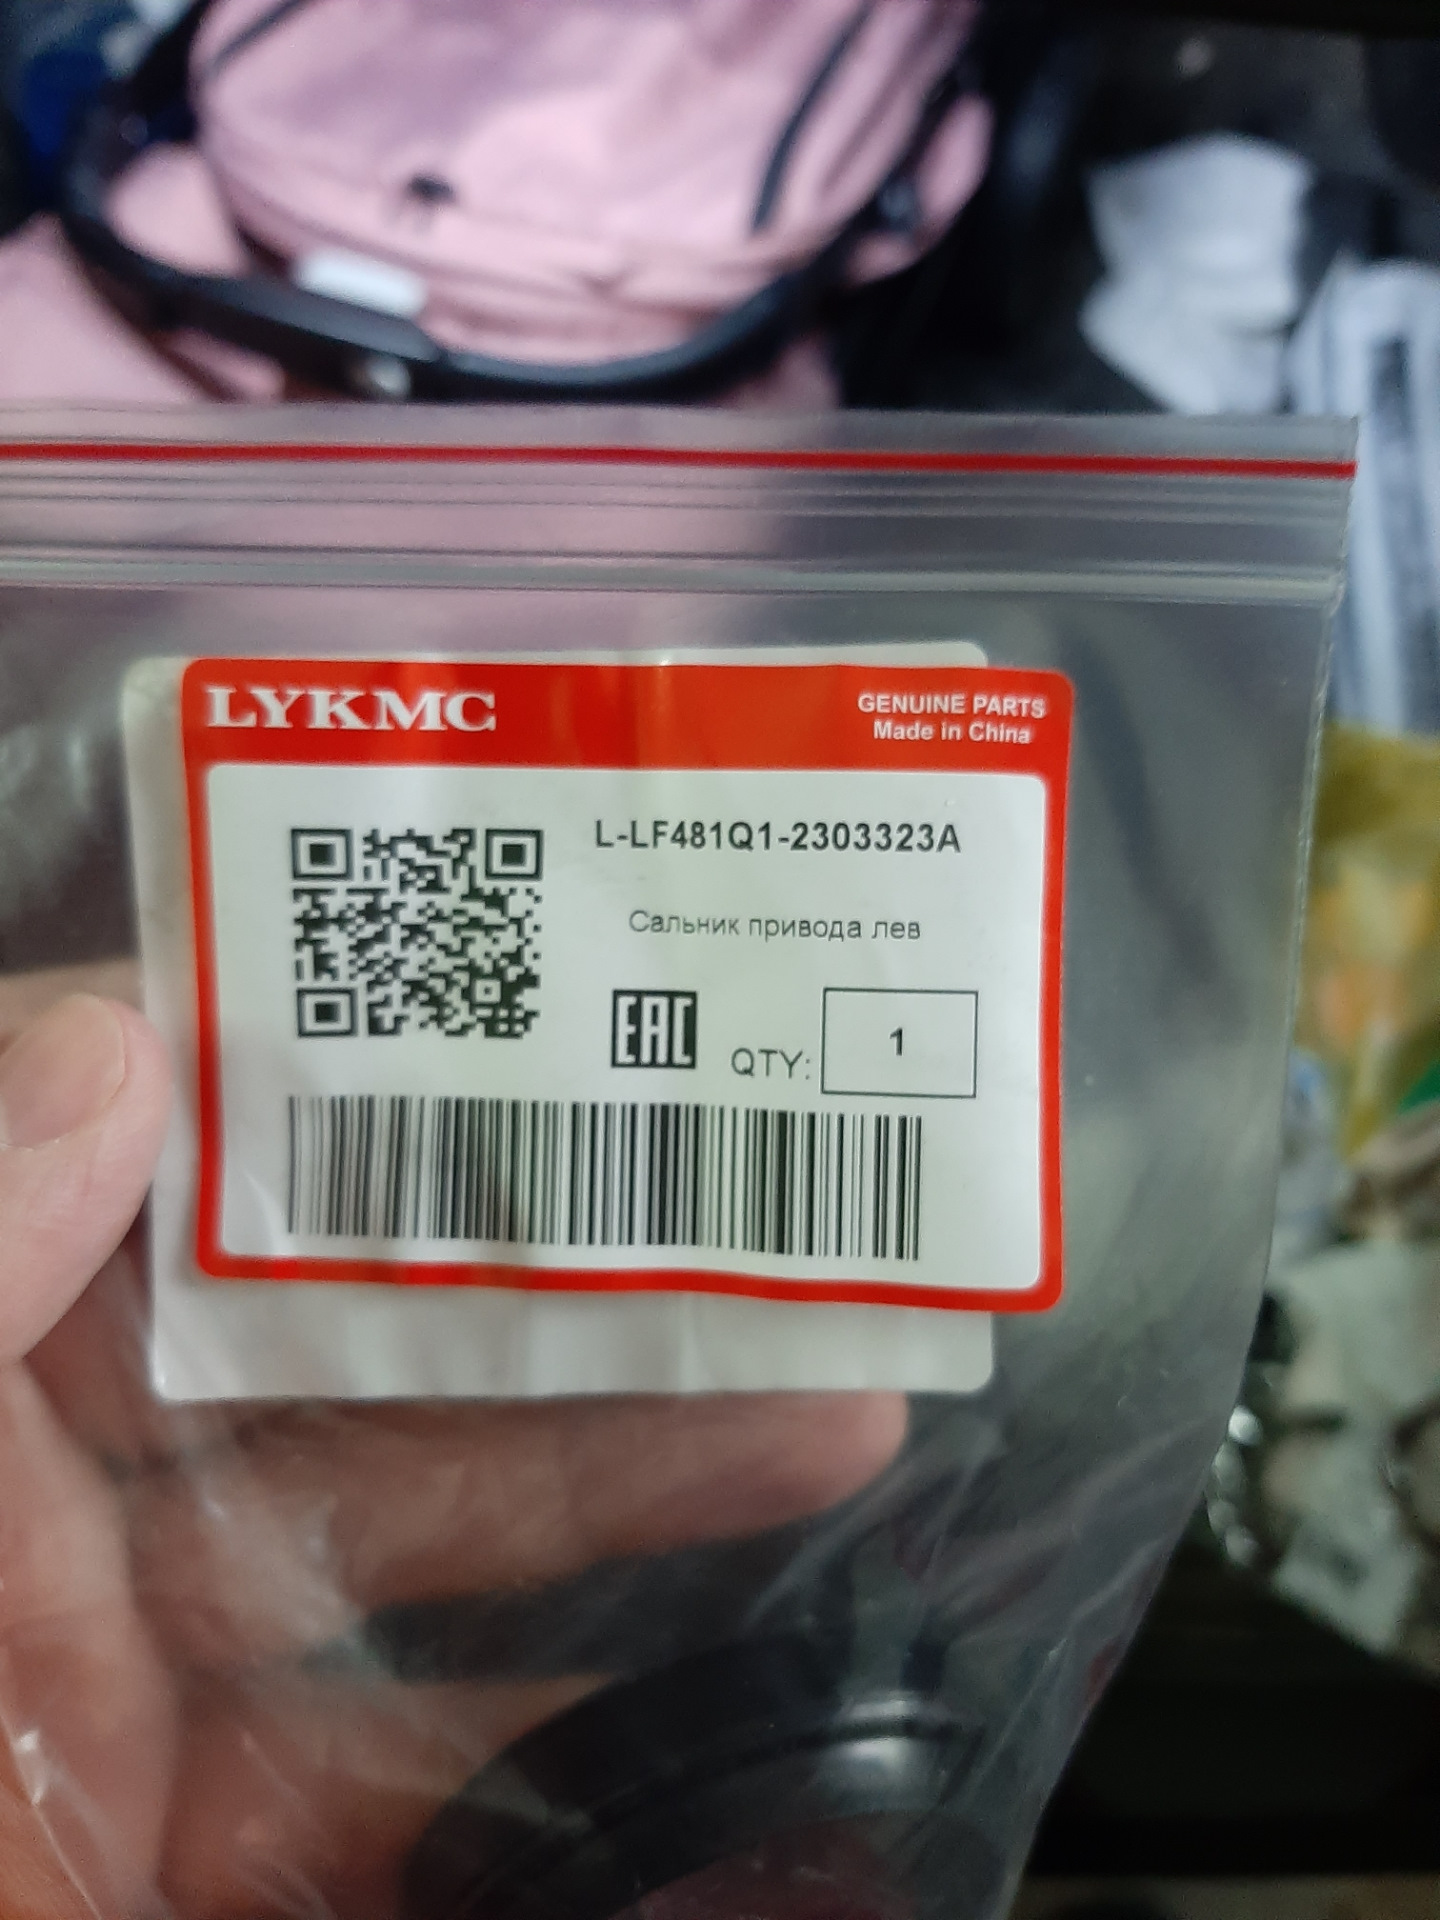 LYKMC
GENUINE PARTS
Made in China
L-LF481Q1-2303323A
Сальник привода лев
EAC
QTY: 1